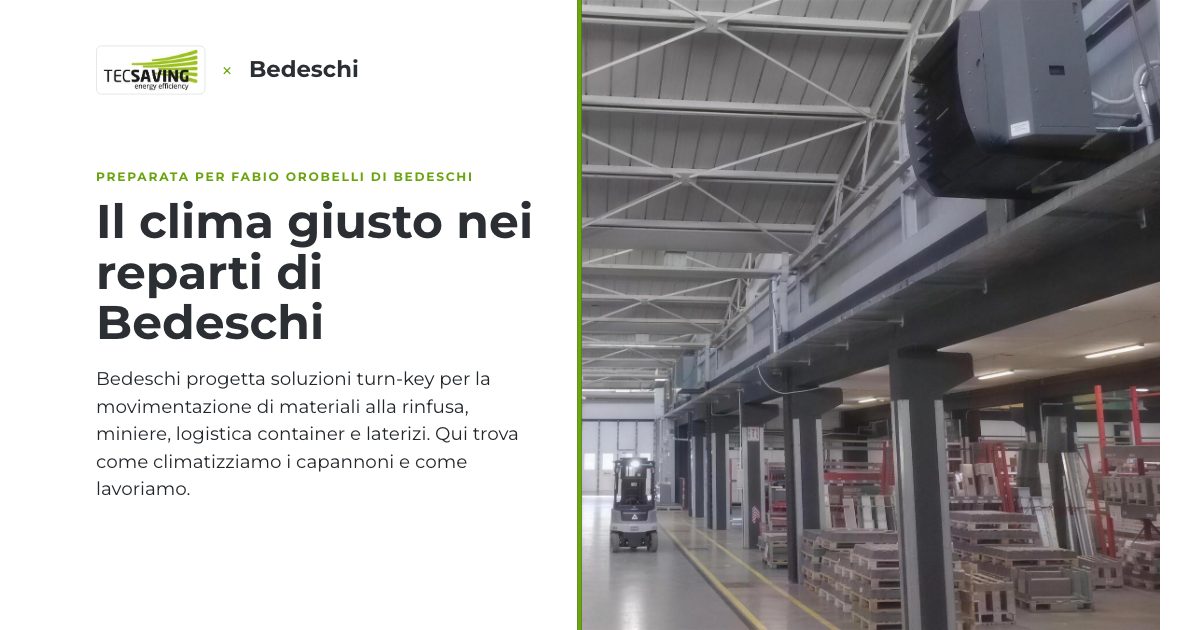 TECSAVING
energy efficiency
× Bedeschi
PREPARATA PER FABIO OROBELLI DI BEDESCHI
Il clima giusto nei
reparti di
Bedeschi
Bedeschi progetta soluzioni turn-key per la
movimentazione di materiali alla rinfusa,
miniere, logistica container e laterizi. Qui trova
come climatizziamo i capannoni e come
lavoriamo.